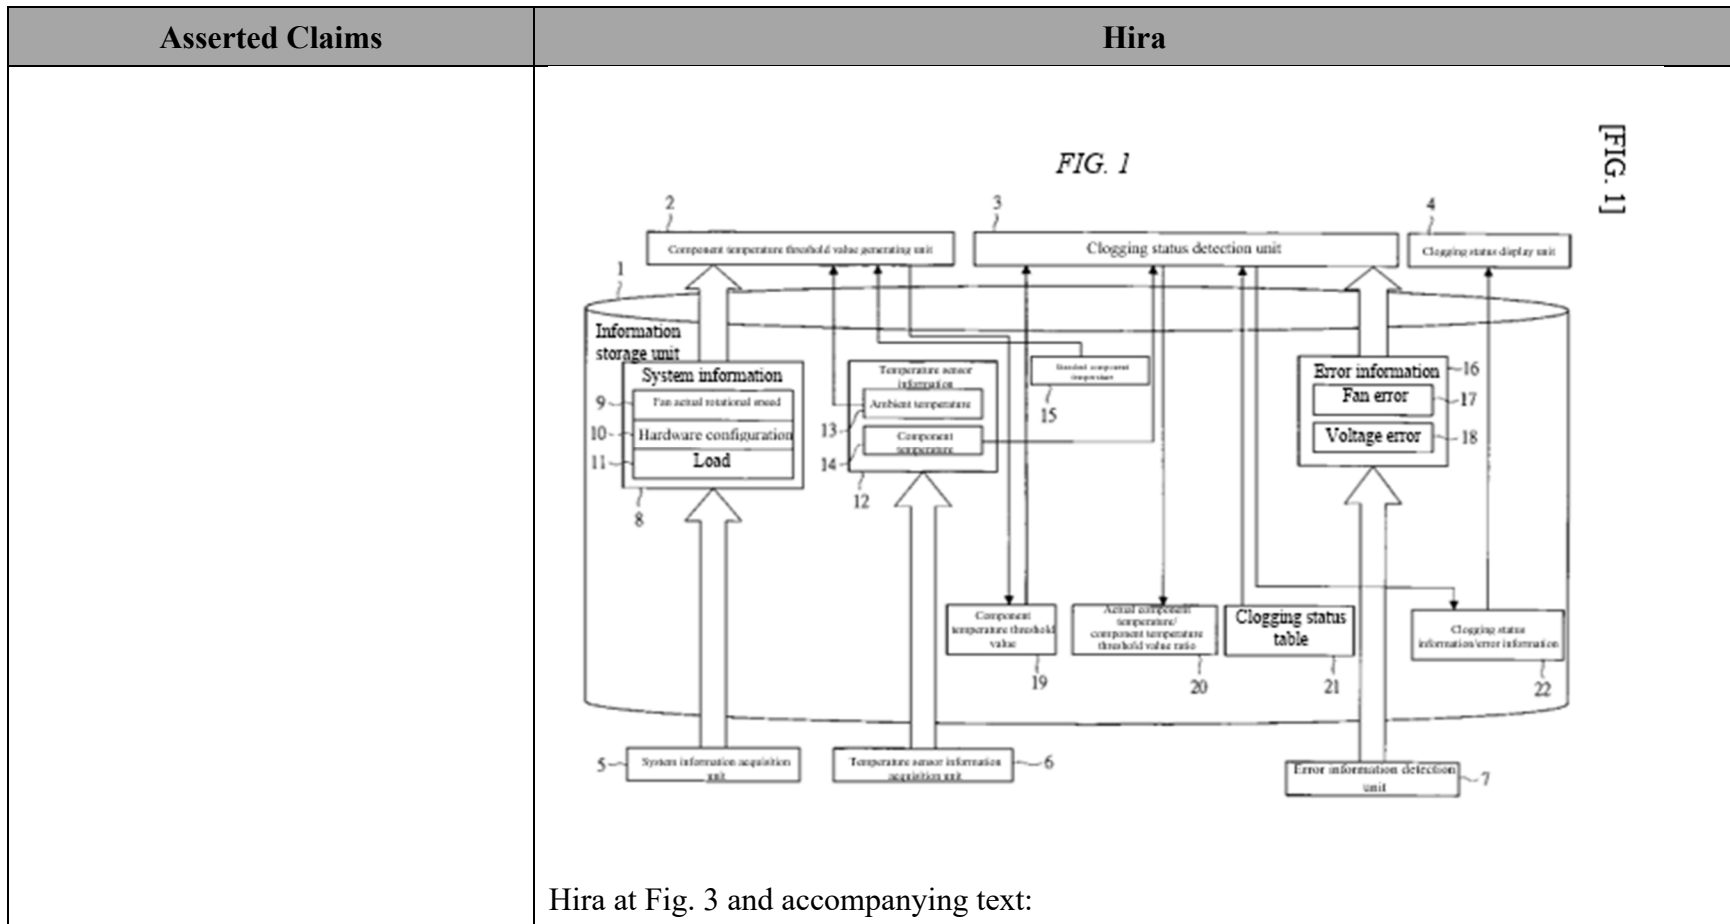 Asserted Claims
Hira
[FIG. 1]
FIG. 1
2
3
4
Component temperature threshold value generating unit
Clogging status detection unit
Clogging status display unit
1
Information
storage unit
System information
9
Fan actual rotational speed
10
Hardware configuration
11
Load
8
Temperature sensor
information
Ambient temperature
13
Component
temperature
14
12
component
temperature
15
Error information
16
Fan error
17
Voltage error
18
Component
temperature threshold
value
19
Actual component
temperature/
component temperature
threshold value ratio
20
Clogging status
table
21
Clogging status
information/error information
22
5
System information acquisition
unit
Temperature sensor information
acquisition unit
6
Error information detection
unit
7
Hira at Fig. 3 and accompanying text: